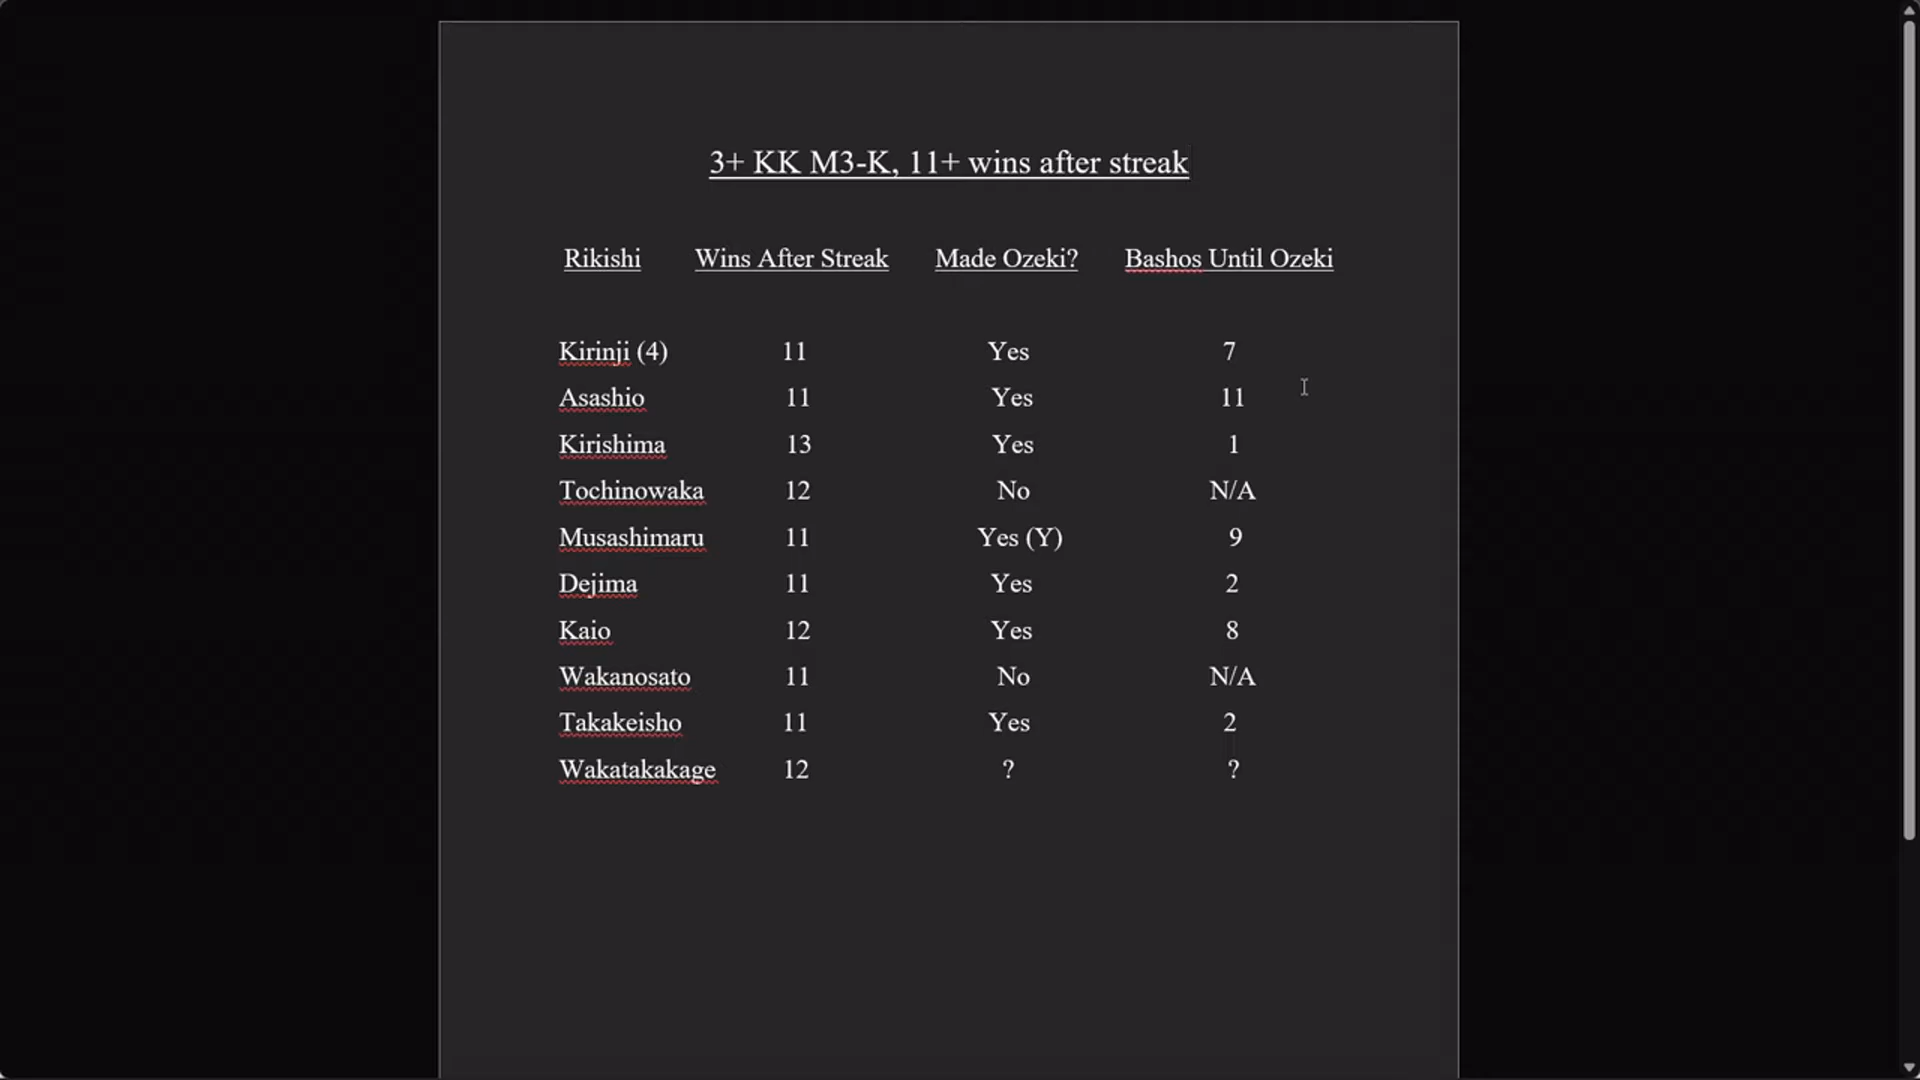 3+ KK M3-K, 11+ wins after streak
Rikishi Wins After Streak Made Ozeki? Bashos Until Ozeki
Kirinji (4) 11 Yes 7
Asashio 11 Yes 11
Kirishima 13 Yes 1
Tochinowaka 12 No N/A
Musashimaru 11 Yes (Y) 9
Dejima 11 Yes 2
Kaio 12 Yes 8
Wakanosato 11 No N/A
Takakeisho 11 Yes 2
Wakatakakage 12 ? ?